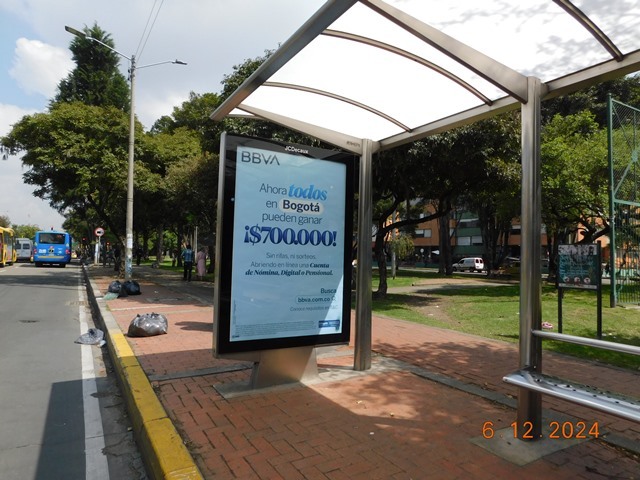 JCDecaux
BBVA
Ahora todos
en Bogotá
pueden ganar
¡$700.000!
Sin rifas, ni sorteos.
Abriendo en línea una Cuenta
de Nómina, Digital o Pensional.
Busca
bbva.com.co
6 12 2024